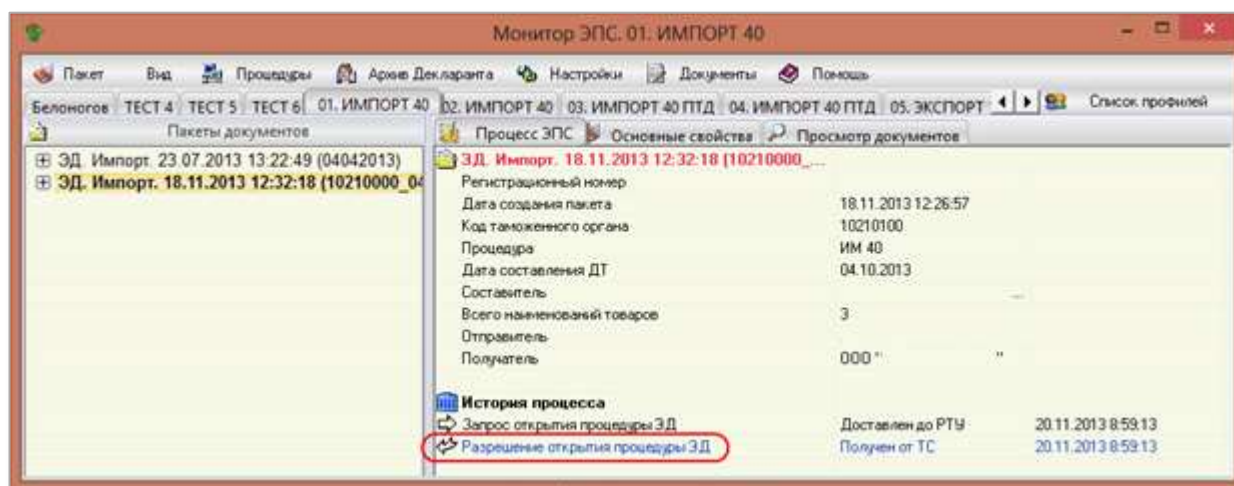 Монитор ЭПС. 01. ИМПОРТ 40
Пакет Вид Процедуры Архив Декларанта Настройки Документы Помощь
Белоногов ТЕСТ 4 ТЕСТ 5 ТЕСТ 6 01. ИМПОРТ 40 02. ИМПОРТ 40 03. ИМПОРТ 40 ПТД 04. ИМПОРТ 40 ПТД 05. ЭКСПОРТ Список профилей
Пакеты документов Процесс ЭПС Основные свойства Просмотр документов
ЭД. Импорт. 23.07.2013 13:22:49 (04042013)
ЭД. Импорт. 18.11.2013 12:32:18 (10210000_04
ЭД. Импорт. 18.11.2013 12:32:18 (10210000_...
Регистрационный номер
Дата создания пакета 18.11.2013 12:26:57
Код таможенного органа 10210100
Процедура ИМ 40
Дата составления ДТ 04.10.2013
Составитель ...
Всего наименований товаров 3
Отправитель
Получатель ООО " "
История процесса
Запрос открытия процедуры ЭД Доставлен до РТУ 20.11.2013 8:59:13
Разрешение открытия процедуры ЭД Получен от ТС 20.11.2013 8:59:13